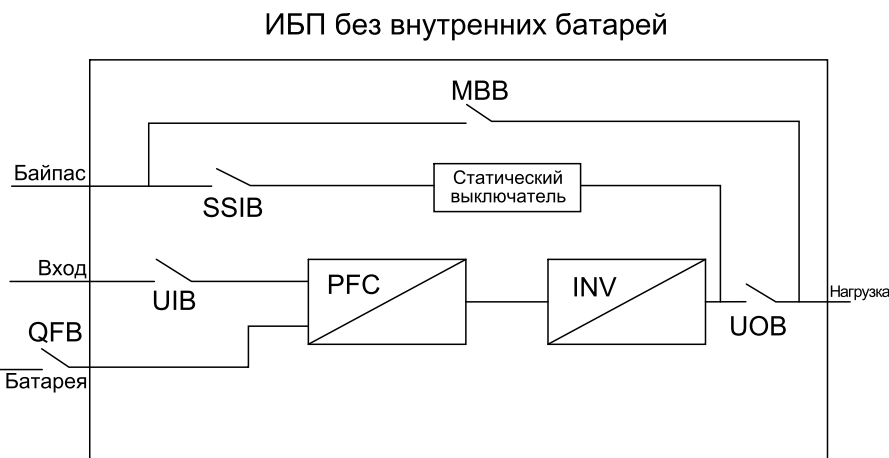 ИБП без внутренних батарей
MBB
Байпас
SSIB
Статический
выключатель
Вход
UIB
PFC
INV
Нагрузка
UOB
QFB
Батарея